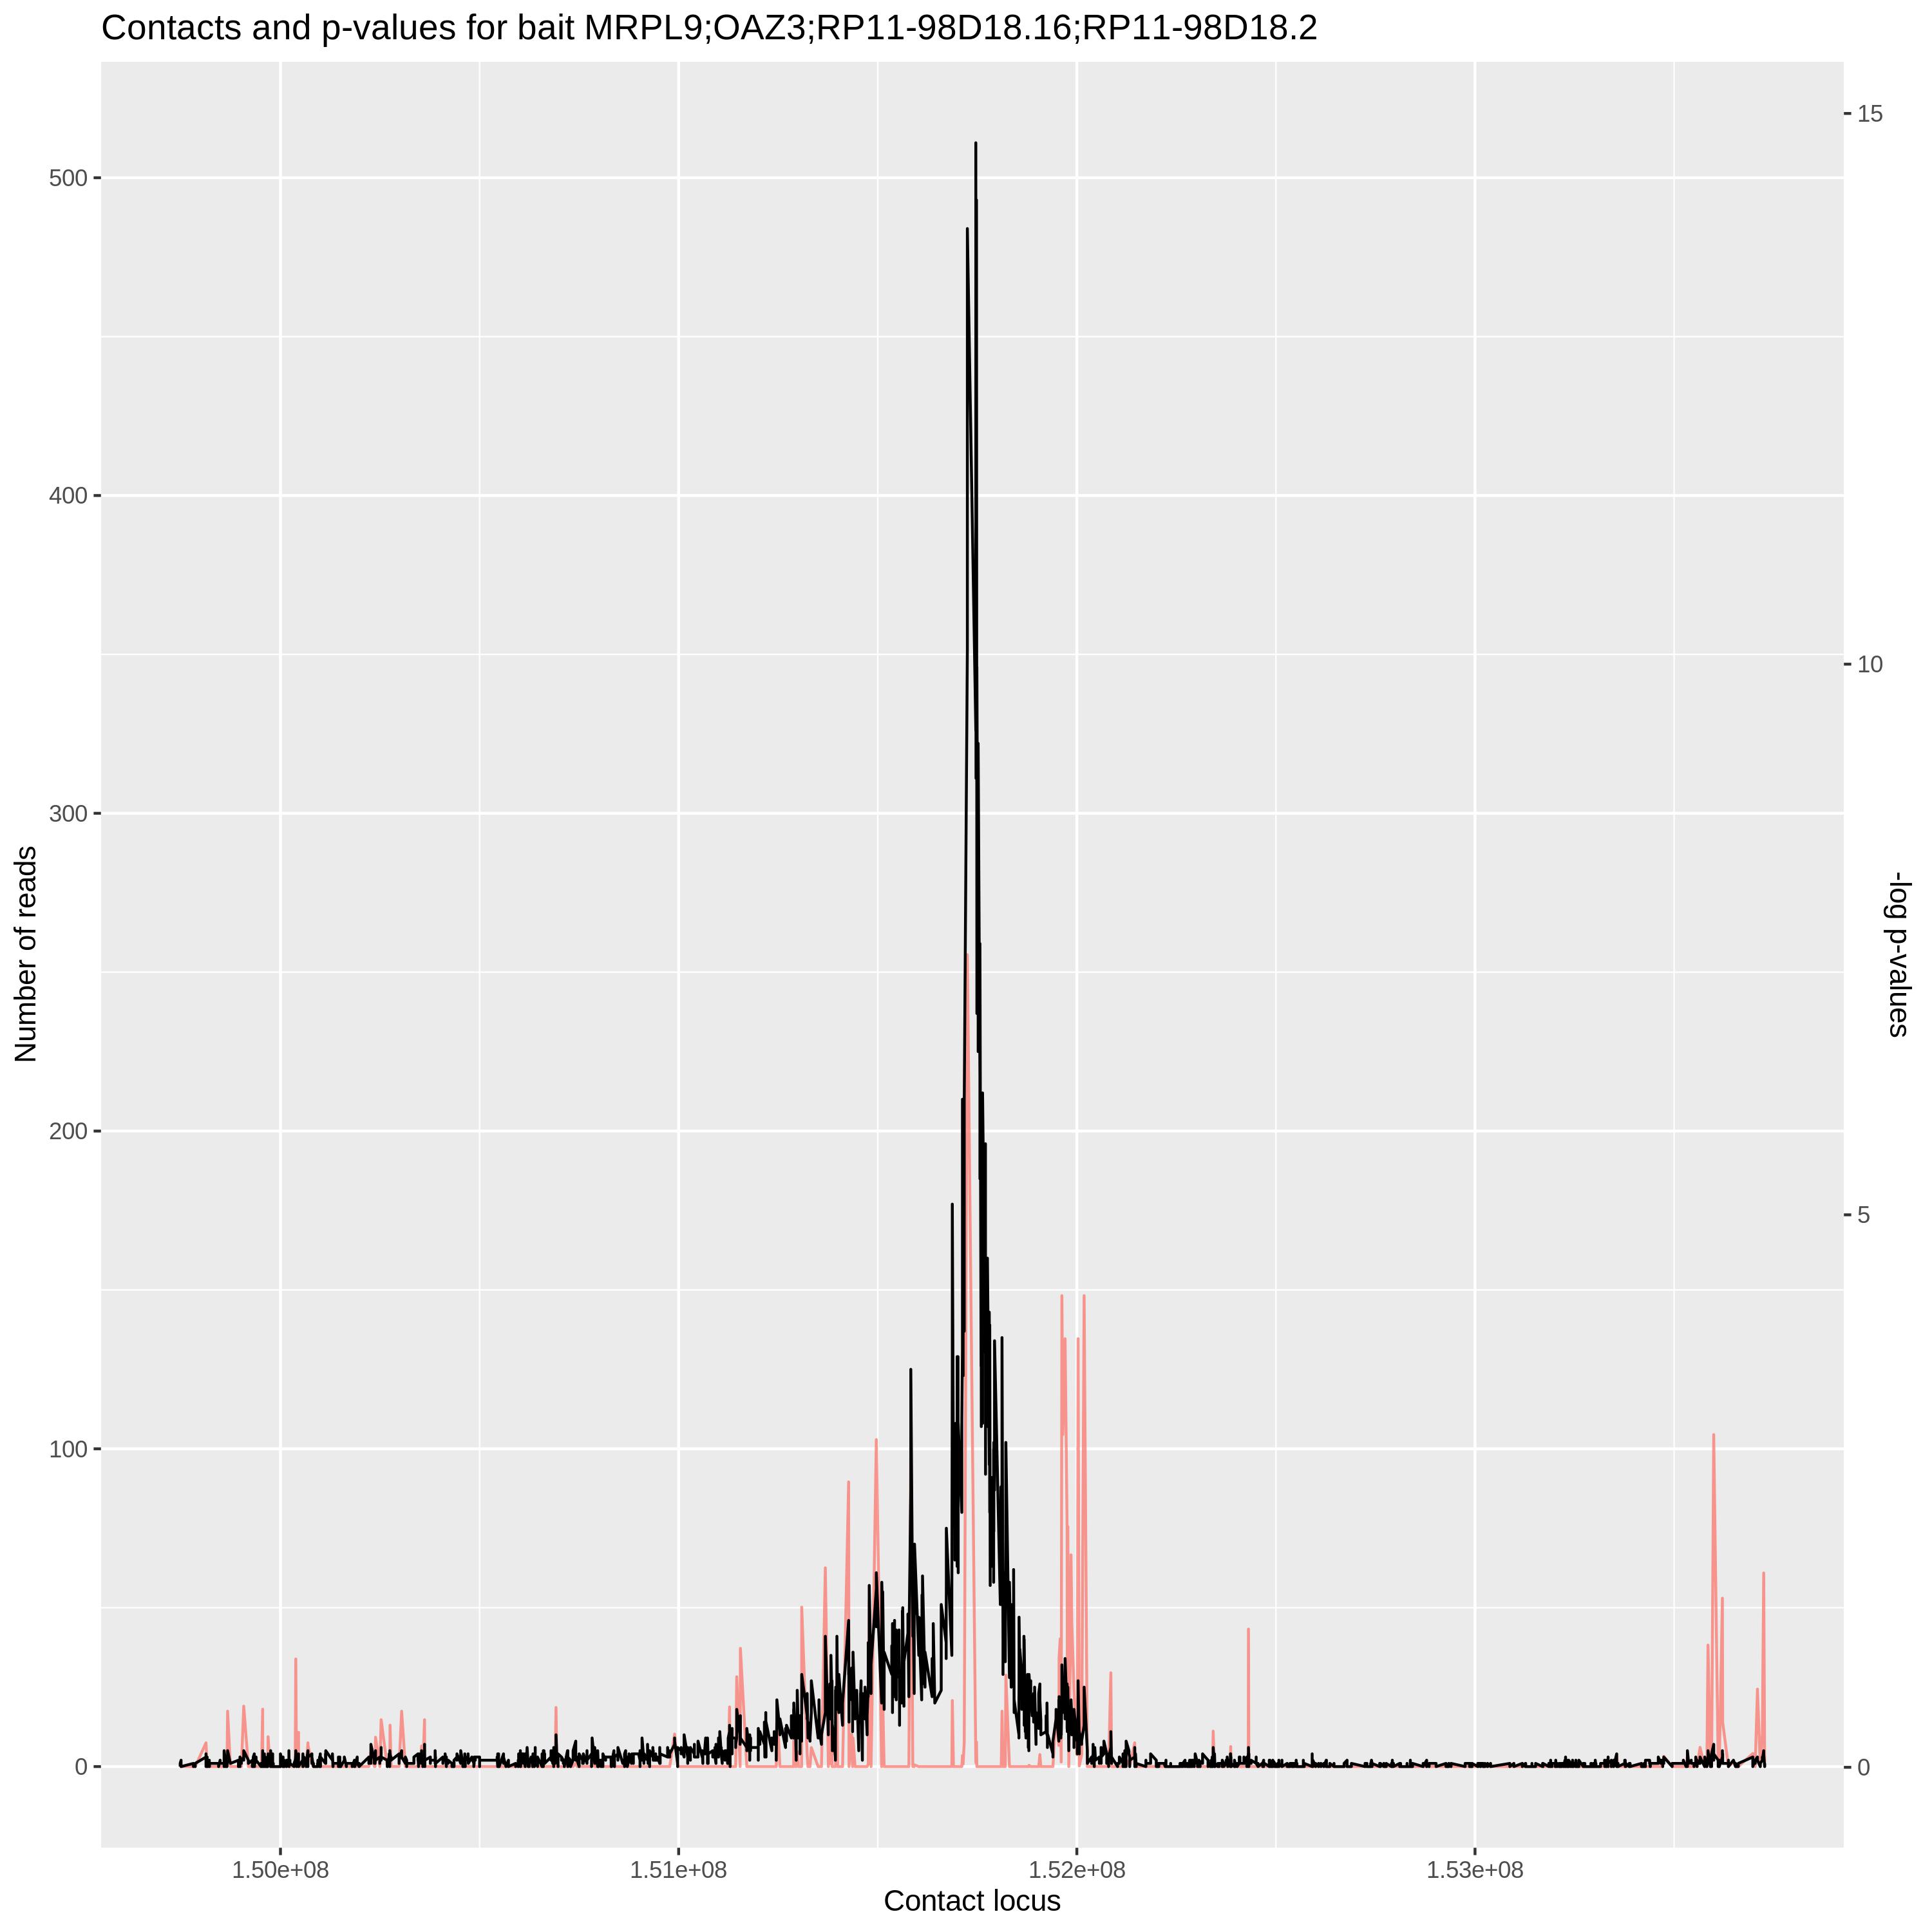 Contacts and p-values for bait MRPL9;OAZ3;RP11-98D18.16;RP11-98D18.2
Number of reads
500
400
300
200
100
0
15
10
5
0
-log p-values
1.50e+08 1.51e+08 1.52e+08 1.53e+08
Contact locus